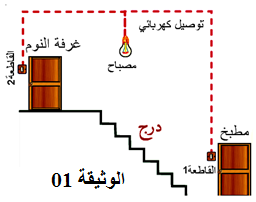 توصيل كهربائي
غرفة النوم
القاطعة2
مصباح
درج
مطبخ
القاطعة1
الوثيقة 01